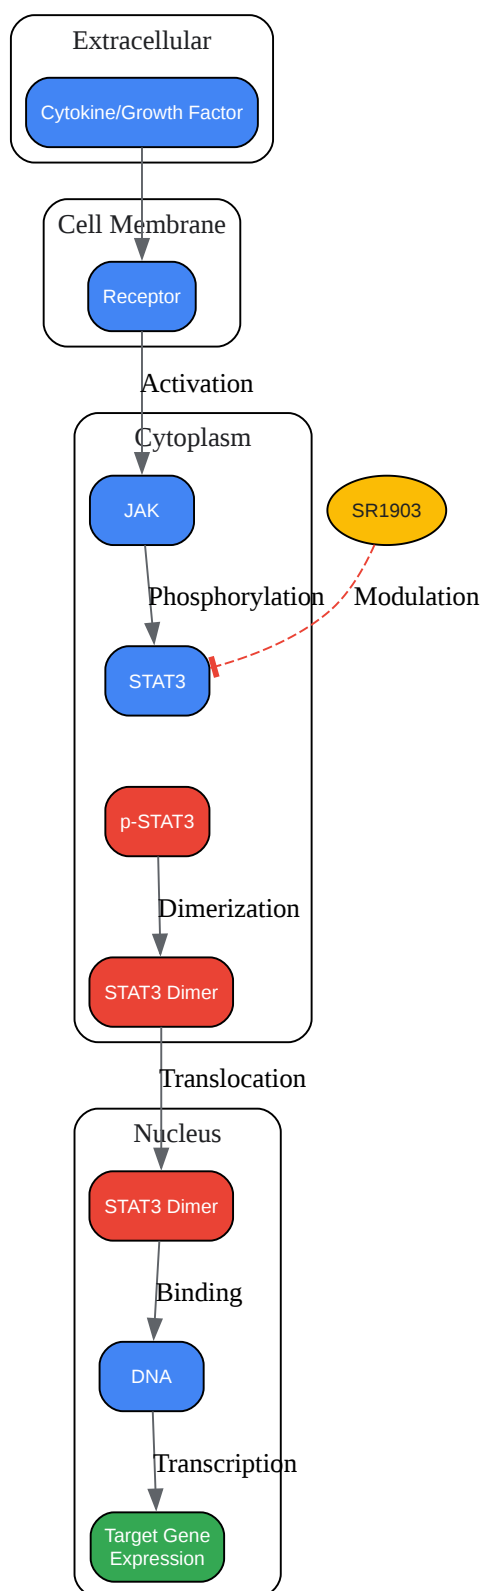 Extracellular
Cytokine/Growth Factor
Cell Membrane
Receptor
Activation
Cytoplasm
JAK
SR1903
Phosphorylation
Modulation
STAT3
p-STAT3
Dimerization
STAT3 Dimer
Translocation
Nucleus
STAT3 Dimer
Binding
DNA
Transcription
Target Gene
Expression